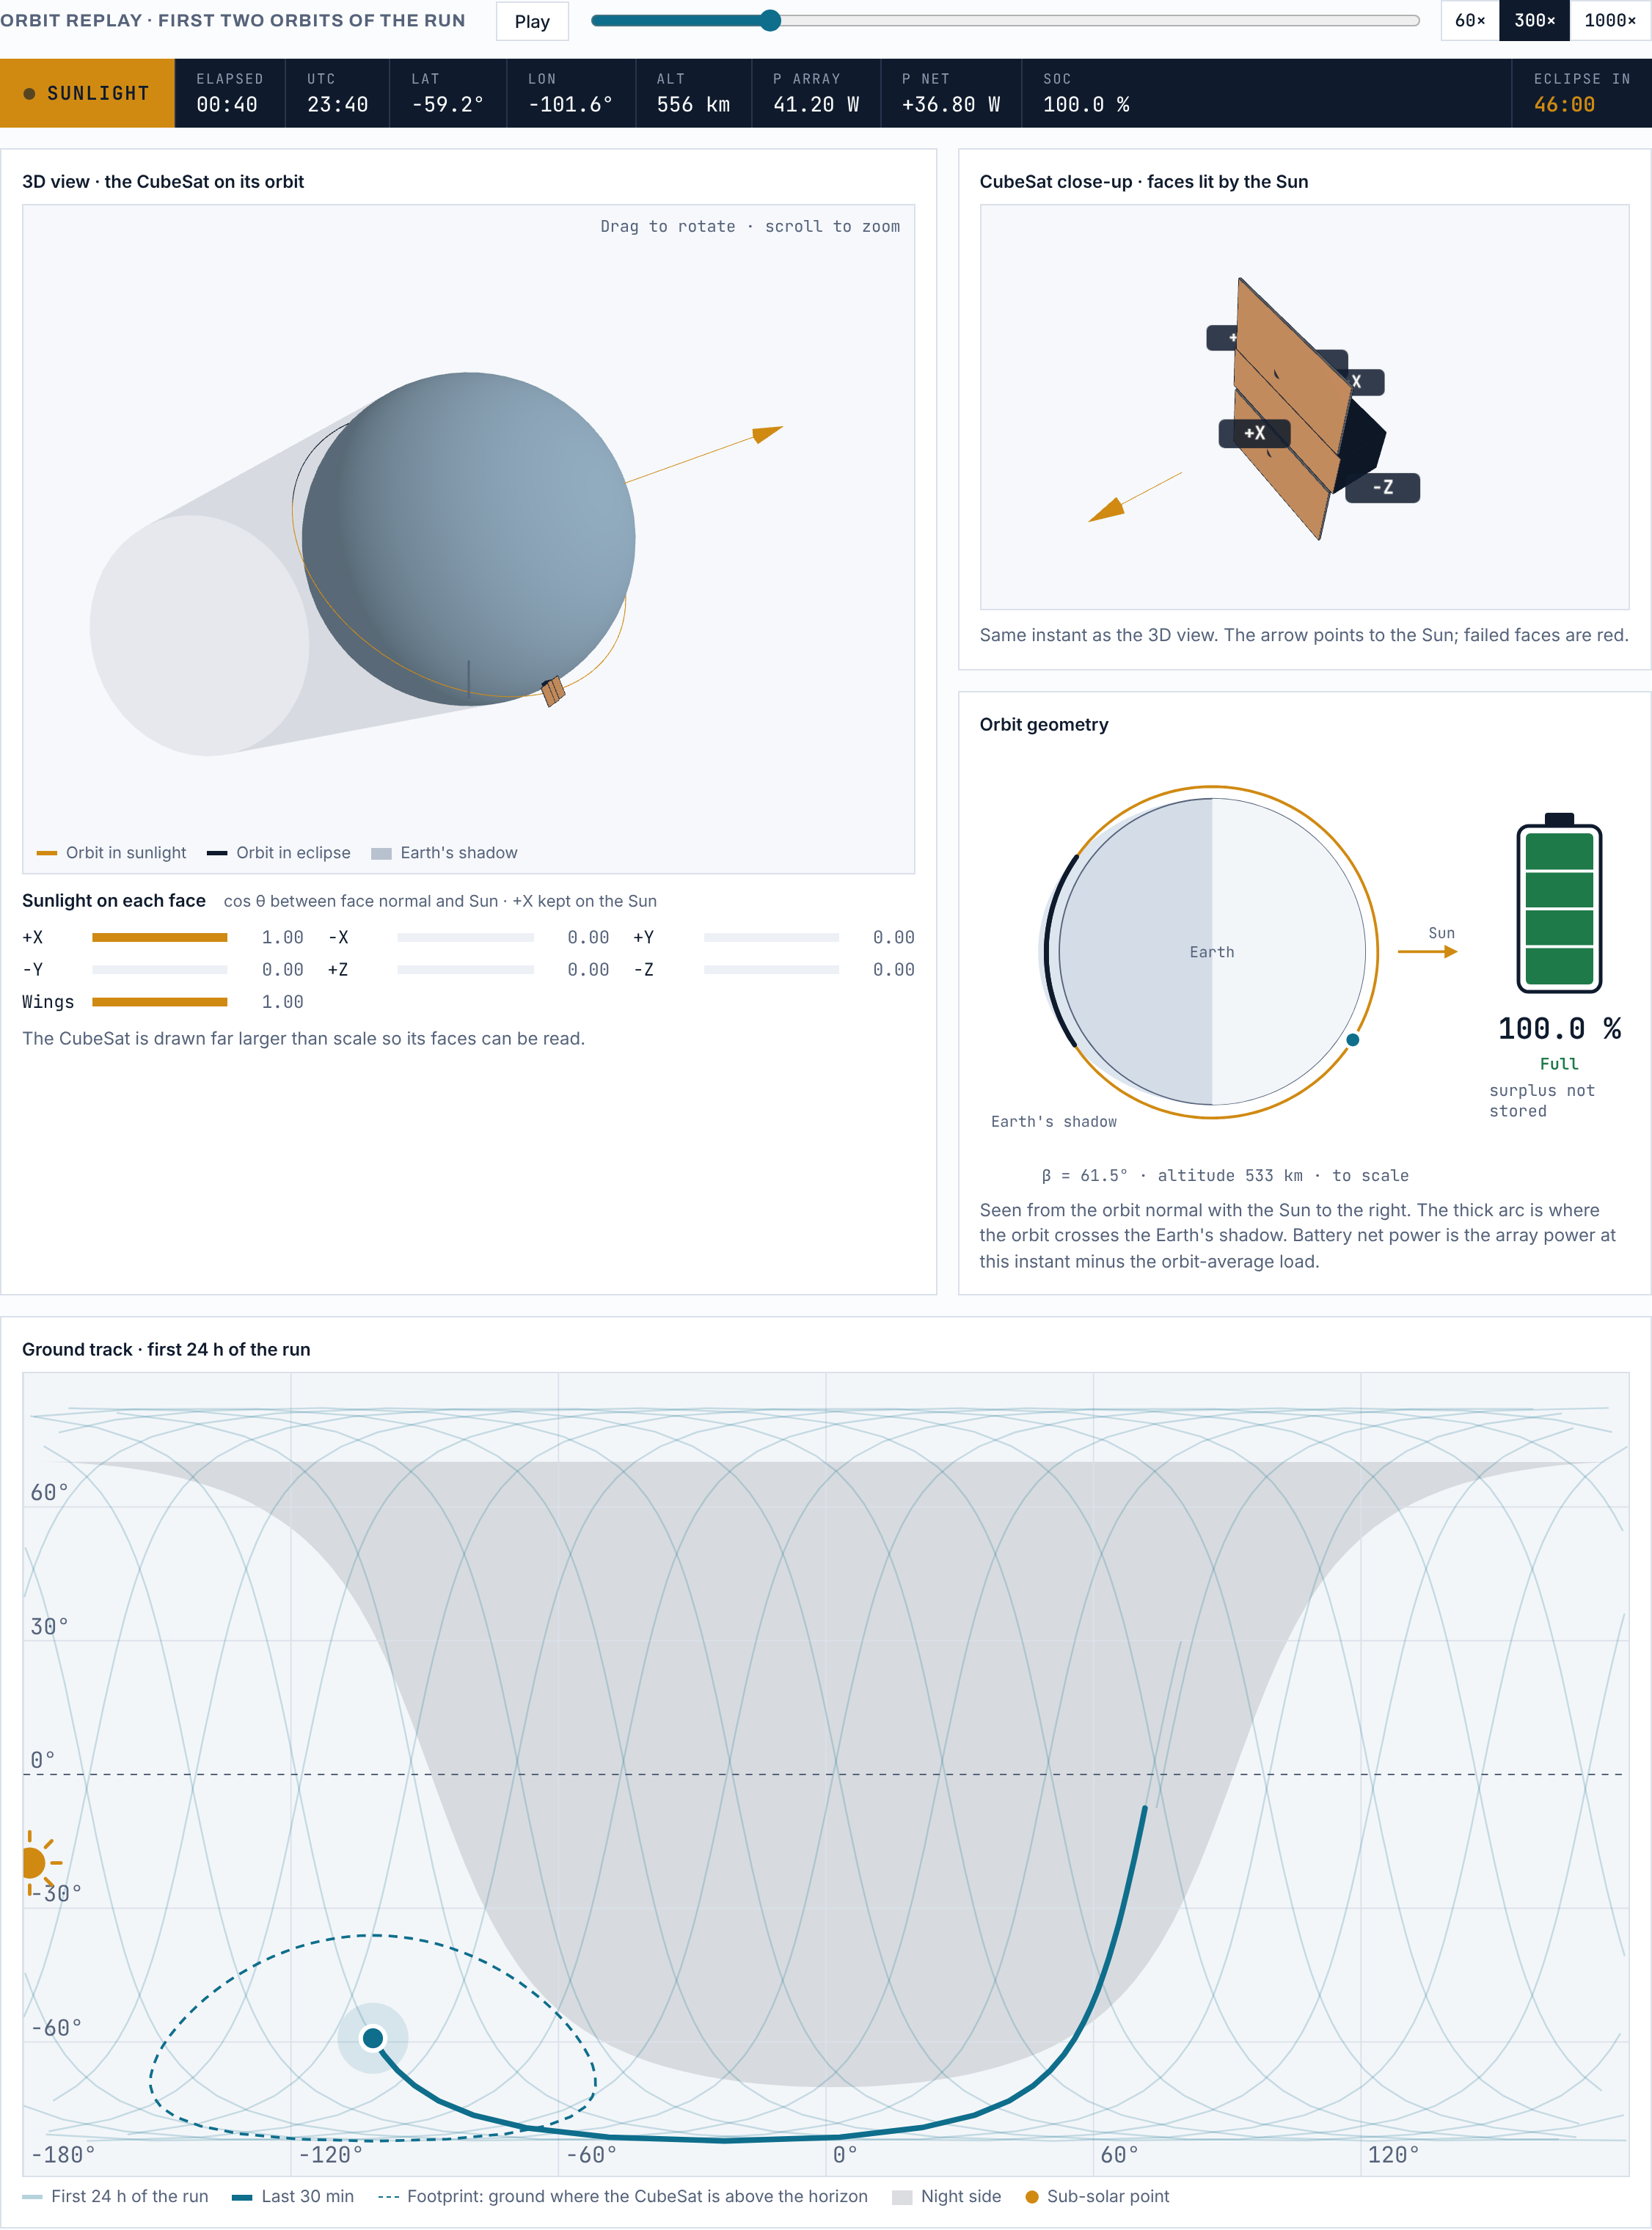 ORBIT REPLAY · FIRST TWO ORBITS OF THE RUN
Play
60×
300×
1000×
SUNLIGHT
ELAPSED
00:40
UTC
23:40
LAT
-59.2°
LON
-101.6°
ALT
556 km
P ARRAY
41.20 W
P NET
+36.80 W
SOC
100.0 %
ECLIPSE IN
46:00
3D view · the CubeSat on its orbit
Drag to rotate · scroll to zoom
Orbit in sunlight
Orbit in eclipse
Earth's shadow
Sunlight on each face
cos θ between face normal and Sun · +X kept on the Sun
+X 1.00
-X 0.00
+Y 0.00
-Y 0.00
+Z 0.00
-Z 0.00
Wings 1.00
The CubeSat is drawn far larger than scale so its faces can be read.
CubeSat close-up · faces lit by the Sun
+
X
+X
-Z
Same instant as the 3D view. The arrow points to the Sun; failed faces are red.
Orbit geometry
Earth
Sun
Earth's shadow
100.0 %
Full
surplus not
stored
β = 61.5° · altitude 533 km · to scale
Seen from the orbit normal with the Sun to the right. The thick arc is where
the orbit crosses the Earth's shadow. Battery net power is the array power at
this instant minus the orbit-average load.
Ground track · first 24 h of the run
60°
30°
0°
-30°
-60°
-180°
-120°
-60°
0°
60°
120°
First 24 h of the run
Last 30 min
Footprint: ground where the CubeSat is above the horizon
Night side
Sub-solar point